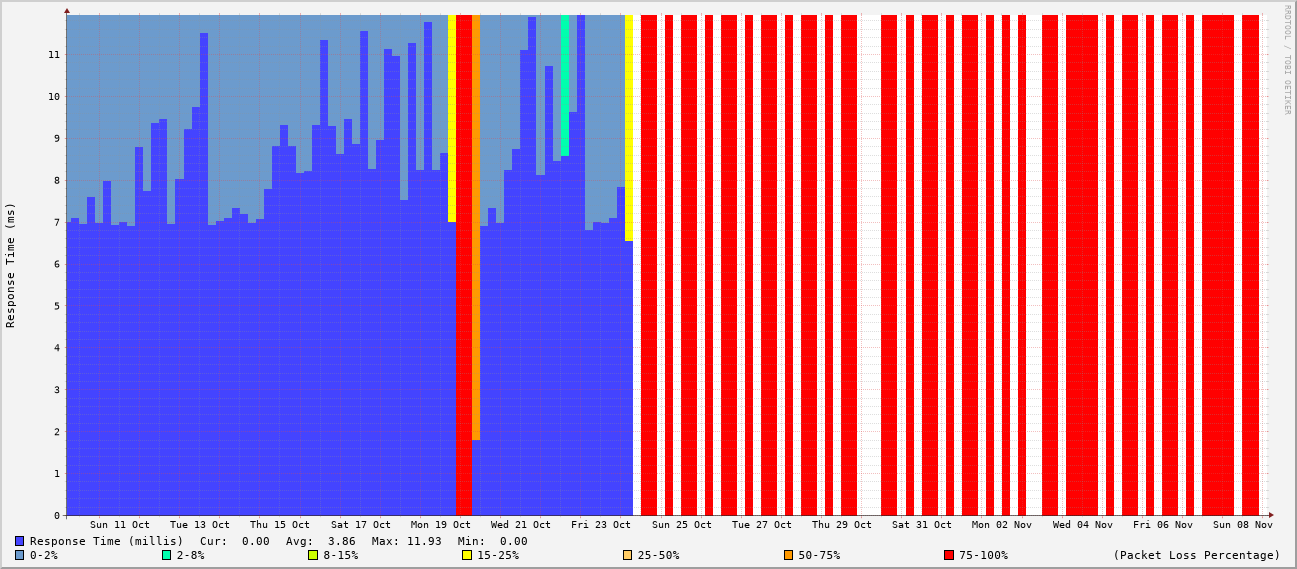 RRDTOOL / TOBI OETIKER
Response Time (ms)
11
10
9
8
7
6
5
4
3
2
1
0
Sun 11 Oct Tue 13 Oct Thu 15 Oct Sat 17 Oct Mon 19 Oct Wed 21 Oct Fri 23 Oct Sun 25 Oct Tue 27 Oct Thu 29 Oct Sat 31 Oct Mon 02 Nov Wed 04 Nov Fri 06 Nov Sun 08 Nov
Response Time (millis) Cur: 0.00 Avg: 3.86 Max: 11.93 Min: 0.00
0-2% 2-8% 8-15% 15-25% 25-50% 50-75% 75-100% (Packet Loss Percentage)